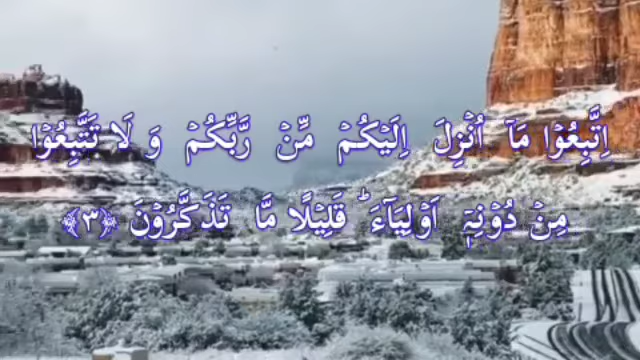 اِتَّبِعُوۡا مَاۤ اُنۡزِلَ اِلَيۡكُمۡ مِّنۡ رَّبِّكُمۡ وَ لَا تَتَّبِعُوۡا
مِنۡ دُوۡنِهٖۤ اَوۡلِيَآءَ ؕ قَلِيۡلًا مَّا تَذَكَّرُوۡنَ ﴿۳﴾